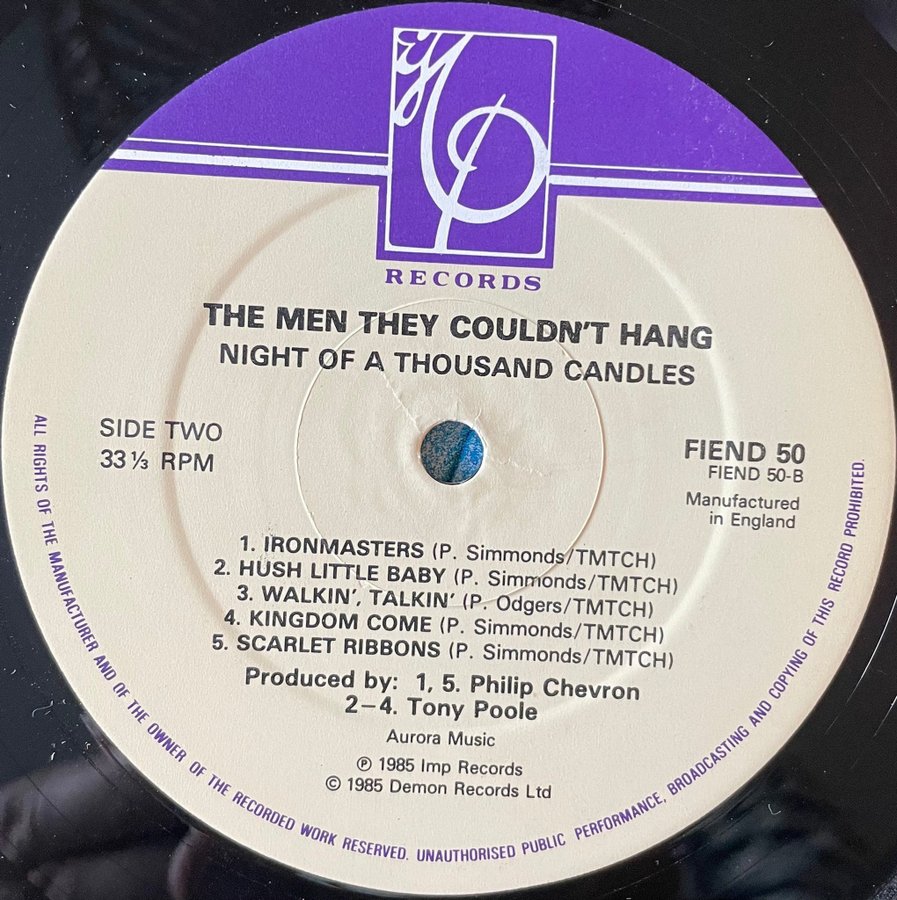 imp
RECORDS
THE MEN THEY COULDN'T HANG
NIGHT OF A THOUSAND CANDLES
SIDE TWO
33 ⅓ RPM
FIEND 50
FIEND 50-B
Manufactured
in England
1. IRONMASTERS (P. Simmonds/TMTCH)
2. HUSH LITTLE BABY (P. Simmonds/TMTCH)
3. WALKIN', TALKIN' (P. Odgers/TMTCH)
4. KINGDOM COME (P. Simmonds/TMTCH)
5. SCARLET RIBBONS (P. Simmonds/TMTCH)
Produced by: 1, 5. Philip Chevron
2–4. Tony Poole
Aurora Music
℗ 1985 Imp Records
© 1985 Demon Records Ltd
ALL RIGHTS OF THE MANUFACTURER AND OF THE OWNER OF THE RECORDED WORK RESERVED. UNAUTHORISED PUBLIC PERFORMANCE, BROADCASTING AND COPYING OF THIS RECORD PROHIBITED.